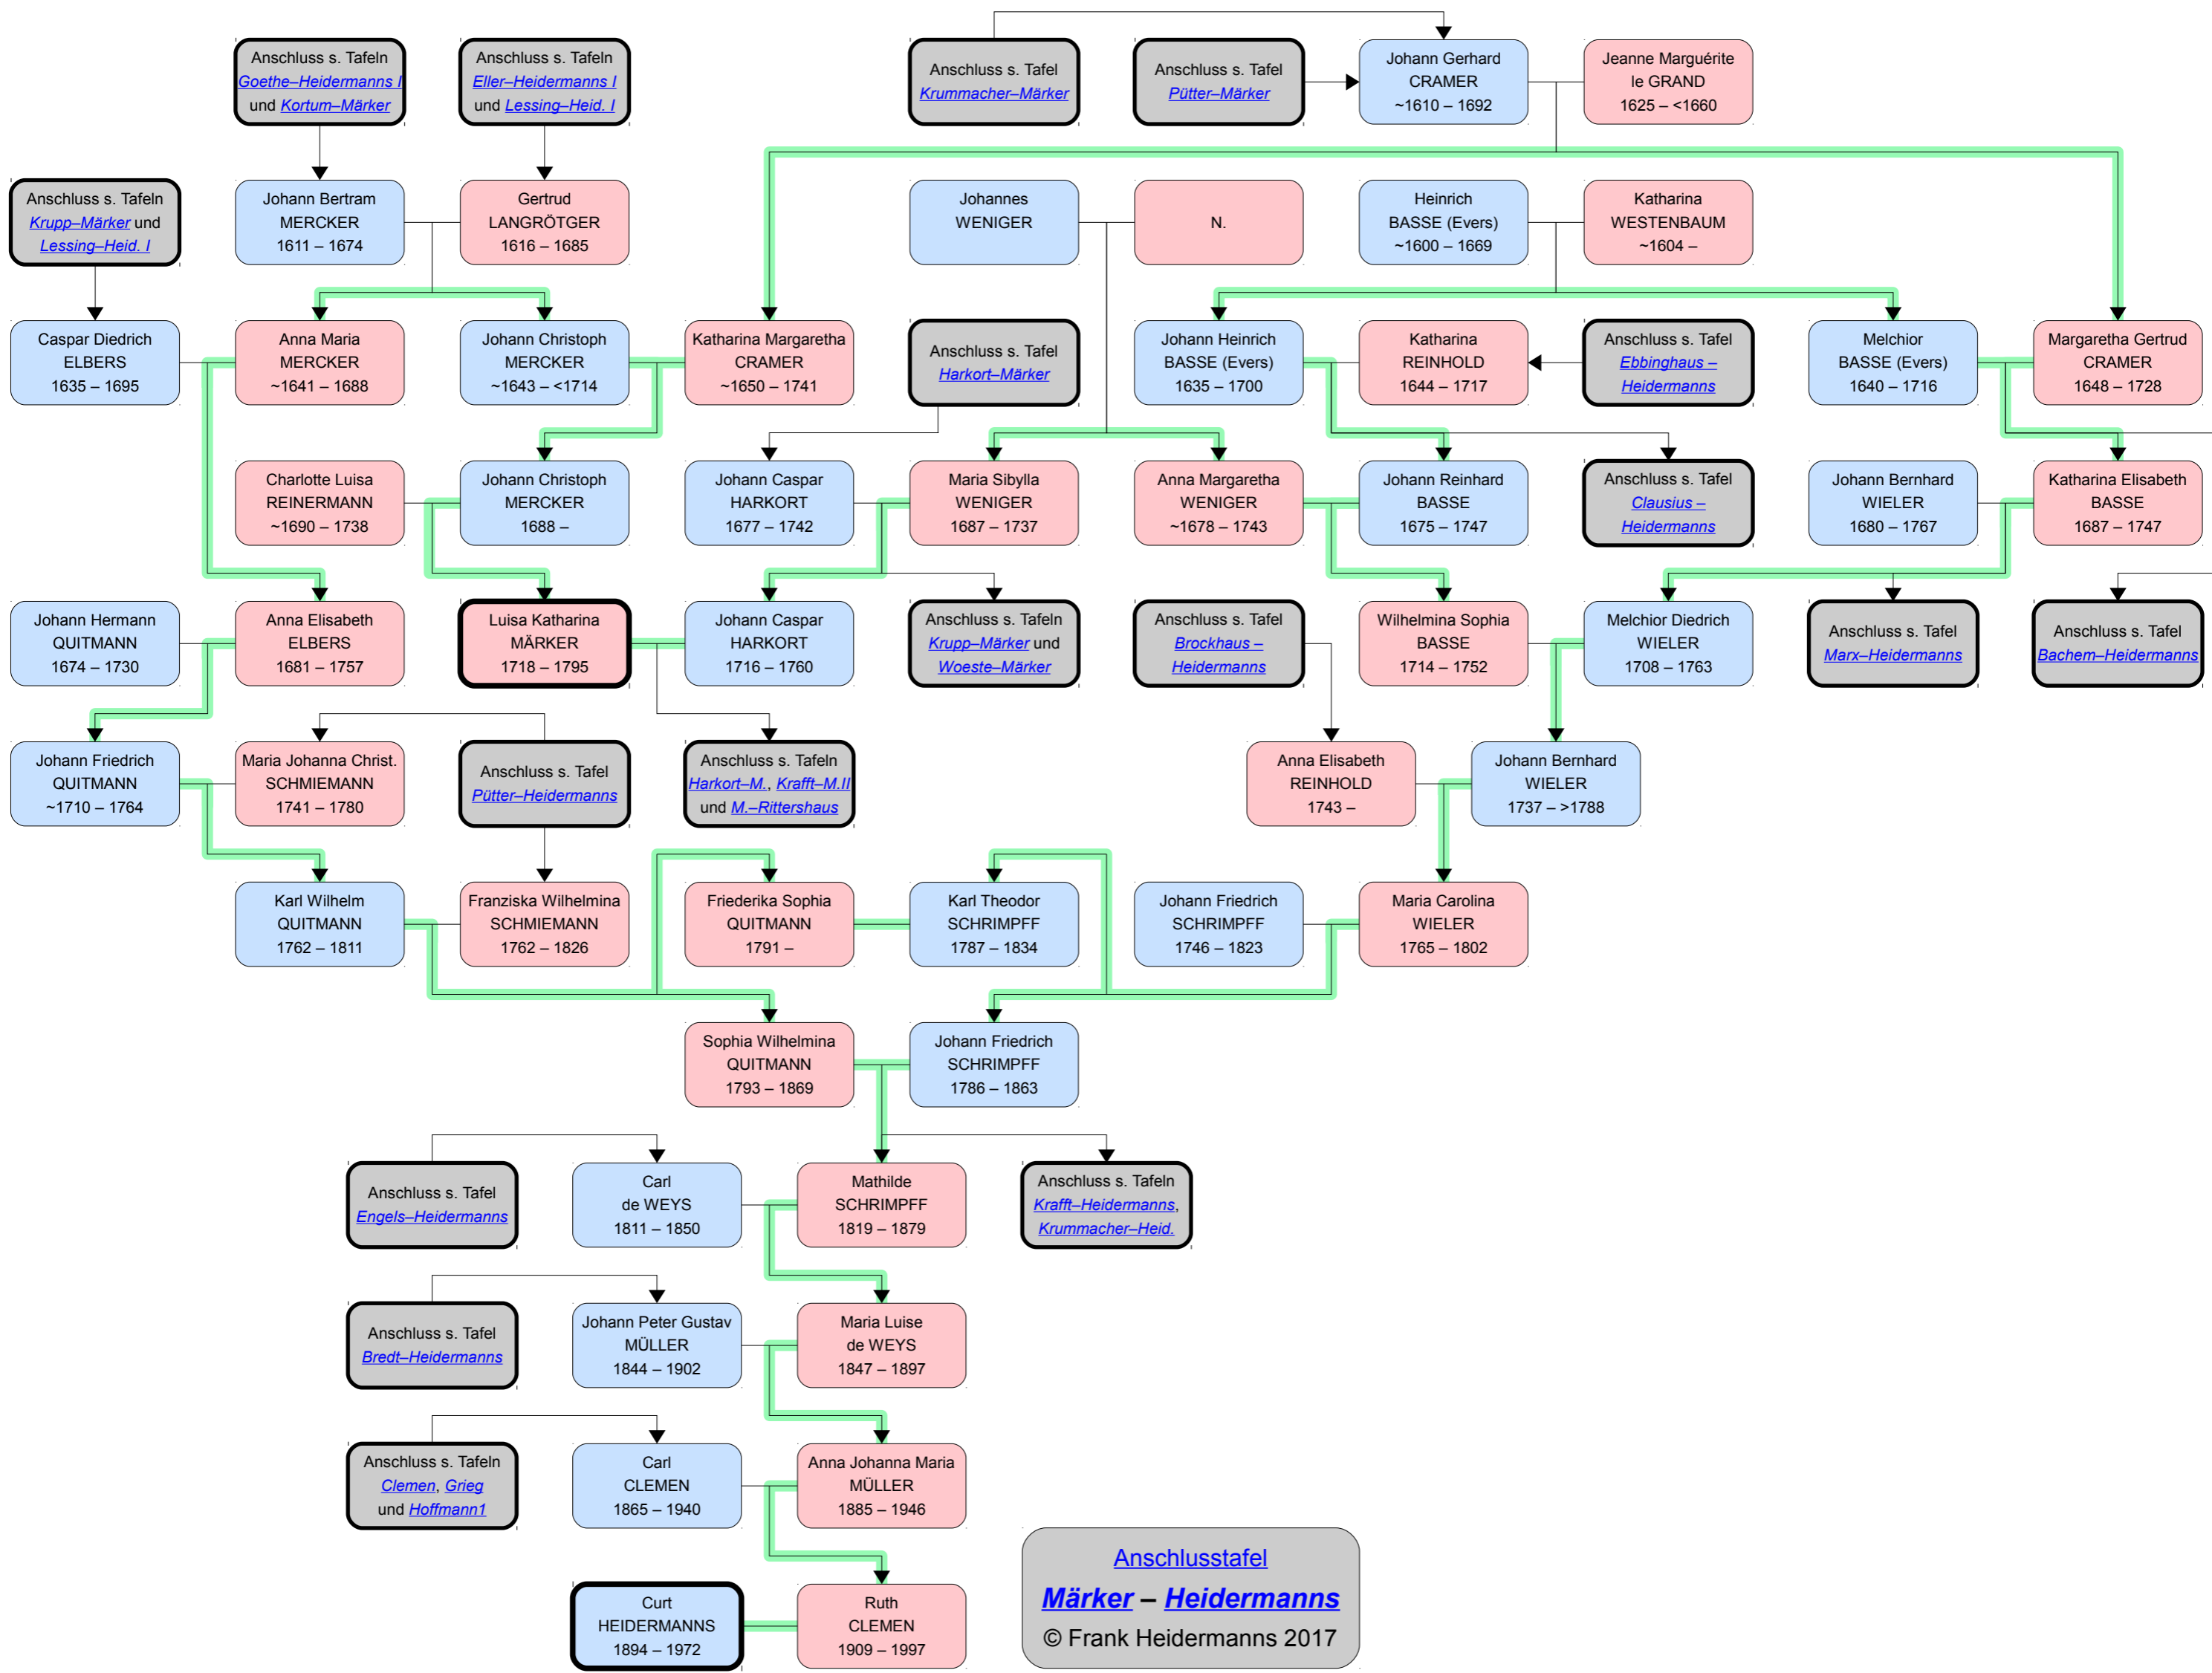 Anschluss s. Tafeln
Goethe–Heidermanns I
und Kortum–Märker
Anschluss s. Tafeln
Eller–Heidermanns I
und Lessing–Heid. I
Anschluss s. Tafel
Krummacher–Märker
Anschluss s. Tafel
Pütter–Märker
Johann Gerhard
CRAMER
~1610 – 1692
Jeanne Marguérite
le GRAND
1625 – <1660
Anschluss s. Tafeln
Krupp–Märker und
Lessing–Heid. I
Johann Bertram
MERCKER
1611 – 1674
Gertrud
LANGRÖTGER
1616 – 1685
Johannes
WENIGER
N.
Heinrich
BASSE (Evers)
~1600 – 1669
Katharina
WESTENBAUM
~1604 –
Caspar Diedrich
ELBERS
1635 – 1695
Anna Maria
MERCKER
~1641 – 1688
Johann Christoph
MERCKER
~1643 – <1714
Katharina Margaretha
CRAMER
~1650 – 1741
Anschluss s. Tafel
Harkort–Märker
Johann Heinrich
BASSE (Evers)
1635 – 1700
Katharina
REINHOLD
1644 – 1717
Anschluss s. Tafel
Ebbinghaus –
Heidermanns
Melchior
BASSE (Evers)
1640 – 1716
Margaretha Gertrud
CRAMER
1648 – 1728
Charlotte Luisa
REINERMANN
~1690 – 1738
Johann Christoph
MERCKER
1688 –
Johann Caspar
HARKORT
1677 – 1742
Maria Sibylla
WENIGER
1687 – 1737
Anna Margaretha
WENIGER
~1678 – 1743
Johann Reinhard
BASSE
1675 – 1747
Anschluss s. Tafel
Clausius –
Heidermanns
Johann Bernhard
WIELER
1680 – 1767
Katharina Elisabeth
BASSE
1687 – 1747
Johann Hermann
QUITMANN
1674 – 1730
Anna Elisabeth
ELBERS
1681 – 1757
Luisa Katharina
MÄRKER
1718 – 1795
Johann Caspar
HARKORT
1716 – 1760
Anschluss s. Tafeln
Krupp–Märker und
Woeste–Märker
Anschluss s. Tafel
Brockhaus –
Heidermanns
Wilhelmina Sophia
BASSE
1714 – 1752
Melchior Diedrich
WIELER
1708 – 1763
Anschluss s. Tafel
Marx–Heidermanns
Anschluss s. Tafel
Bachem–Heidermanns
Johann Friedrich
QUITMANN
~1710 – 1764
Maria Johanna Christ.
SCHMIEMANN
1741 – 1780
Anschluss s. Tafel
Pütter–Heidermanns
Anschluss s. Tafeln
Harkort–M., Krafft–M.II
und M.–Rittershaus
Anna Elisabeth
REINHOLD
1743 –
Johann Bernhard
WIELER
1737 – >1788
Karl Wilhelm
QUITMANN
1762 – 1811
Franziska Wilhelmina
SCHMIEMANN
1762 – 1826
Friederika Sophia
QUITMANN
1791 –
Karl Theodor
SCHRIMPFF
1787 – 1834
Johann Friedrich
SCHRIMPFF
1746 – 1823
Maria Carolina
WIELER
1765 – 1802
Sophia Wilhelmina
QUITMANN
1793 – 1869
Johann Friedrich
SCHRIMPFF
1786 – 1863
Anschluss s. Tafel
Engels–Heidermanns
Carl
de WEYS
1811 – 1850
Mathilde
SCHRIMPFF
1819 – 1879
Anschluss s. Tafeln
Krafft–Heidermanns,
Krummacher–Heid.
Anschluss s. Tafel
Bredt–Heidermanns
Johann Peter Gustav
MÜLLER
1844 – 1902
Maria Luise
de WEYS
1847 – 1897
Anschluss s. Tafeln
Clemen, Grieg
und Hoffmann1
Carl
CLEMEN
1865 – 1940
Anna Johanna Maria
MÜLLER
1885 – 1946
Curt
HEIDERMANNS
1894 – 1972
Ruth
CLEMEN
1909 – 1997
Anschlusstafel
Märker – Heidermanns
© Frank Heidermanns 2017